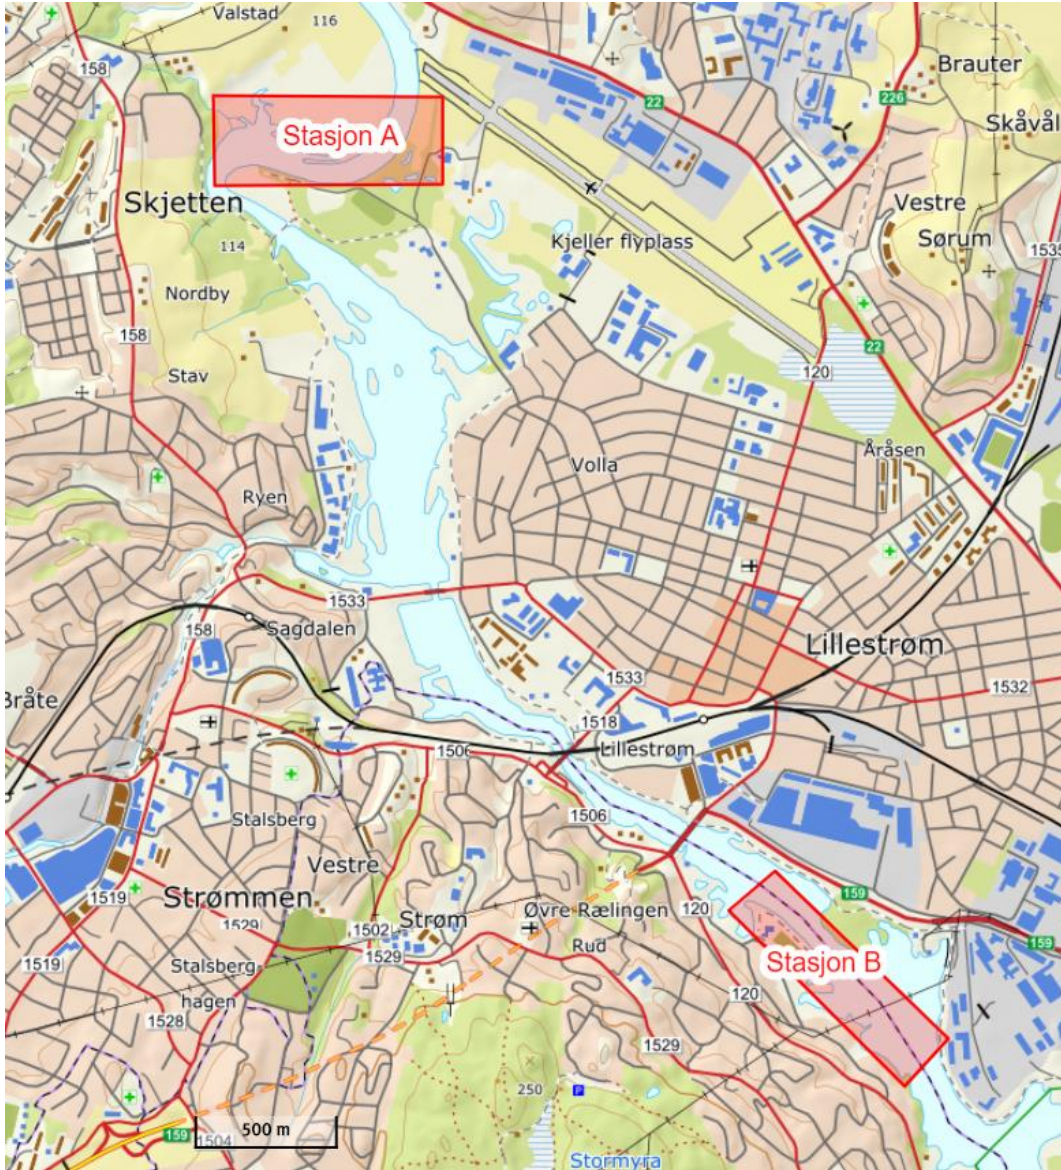 Valstad
116
158
22
226
Brauter
Skåvål
Stasjon A
Skjetten
Vestre
Sørum
1535
114
Kjeller flyplass
Nordby
158
22
120
Stav
Volla
Åråsen
Ryen
1533
158
Sagdalen
Lillestrøm
1533
1532
Bråte
1518
1506
Lillestrøm
1506
Stalsberg
Vestre
1519
Strømmen
159
120
Øvre Rælingen
1529
1502
Strøm
Rud
1529
159
1519
Stalsberg
hagen
Stasjon B
120
1528
1529
250
P
159
1504
500 m
Stormyra